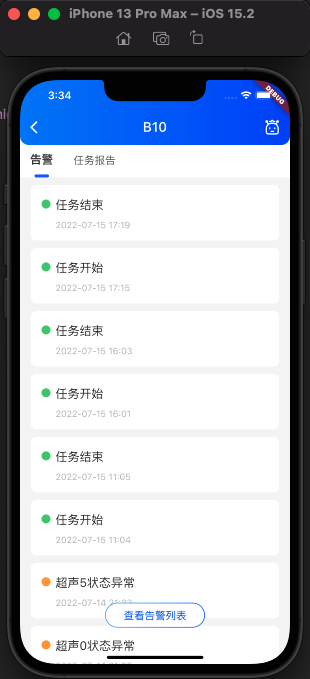 iPhone 13 Pro Max – iOS 15.2
3:34
DEBUG
B10
告警
任务报告
任务结束
2022-07-15 17:19
任务开始
2022-07-15 17:15
任务结束
2022-07-15 16:03
任务开始
2022-07-15 16:01
任务结束
2022-07-15 11:05
任务开始
2022-07-15 11:04
超声5状态异常
2022-07-14 21:33
查看告警列表
超声0状态异常